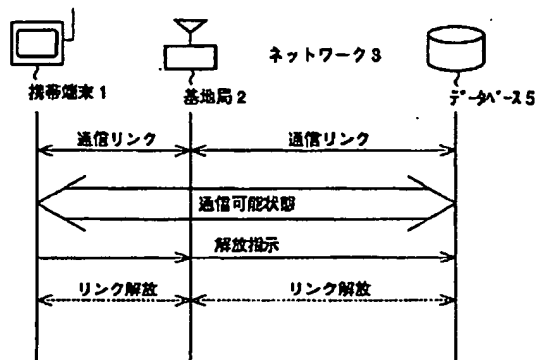 ネットワーク3
携帯端末1
基地局2
データベース5
通信リンク
通信リンク
通信可能状態
解放指示
リンク解放
リンク解放